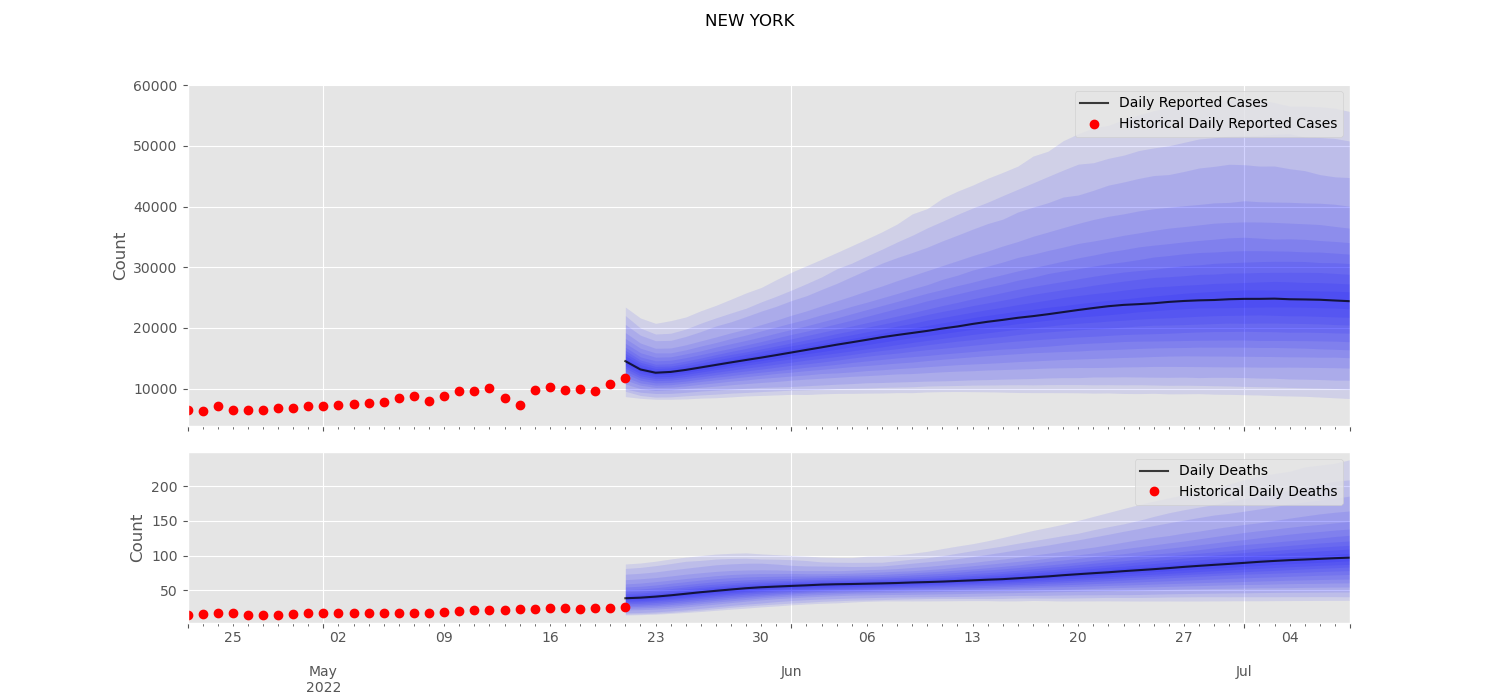 NEW YORK
60000
50000
40000
30000
20000
10000
Count
Daily Reported Cases
Historical Daily Reported Cases
200
150
100
50
Count
Daily Deaths
Historical Daily Deaths
25 02 09 16 23 30 06 13 20 27 04
May Jun Jul
2022